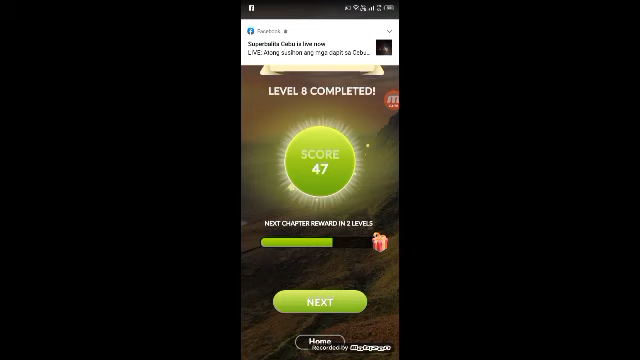 Facebook
Superbalita Cebu is live now
LIVE: Atong susihon ang mga dapit sa Cebu...
LEVEL 8 COMPLETED!
SCORE
47
NEXT CHAPTER REWARD IN 2 LEVELS
NEXT
Home
Recorded by